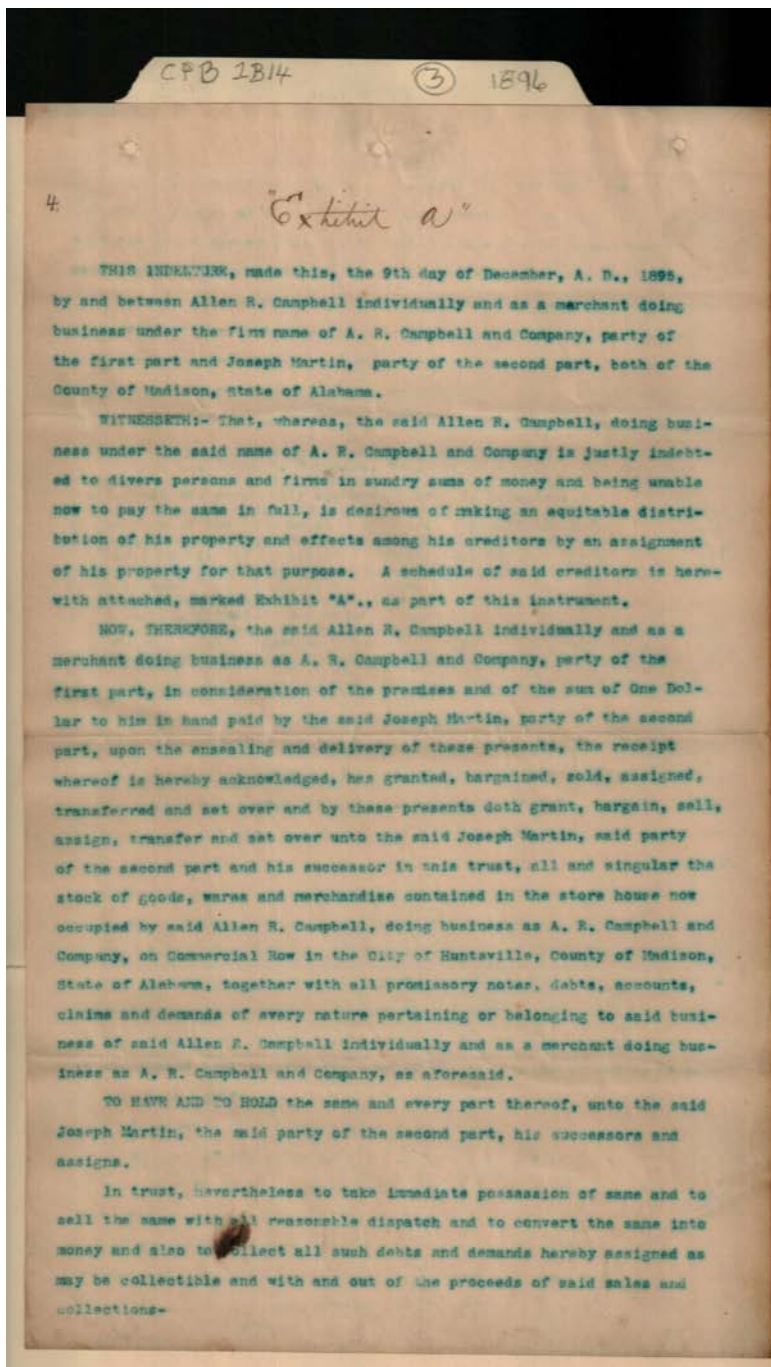 CPB 2B14 3 1896
4.
"Exhibit a"
THIS INDENTURE, made this, the 9th day of December, A. D., 1895,
by and between Allen R. Campbell individually and as a marchant doing
business under the firm name of A. R. Campbell and Company, party of
the first part and Joseph Martin, party of the second part, both of the
County of Madison, State of Alabama.
WITNESSETH:- That, whereas, the said Allen R. Campbell, doing busi-
ness under the said name of A. R. Campbell and Company is justly indebt-
ed to divers persons and firms in sundry sums of money and being unable
now to pay the same in full, is desirous of making an equitable distri-
bution of his property and effects among his creditors by an assignment
of his property for that purpose. A schedule of said creditors is here-
with attached, marked Exhibit "A"., as part of this instrument.
NOW, THEREFORE, the said Allen R. Campbell individually and as a
merchant doing business as A. R. Campbell and Company, party of the
first part, in consideration of the premises and of the sum of One Dol-
lar to him in hand paid by the said Joseph Martin, party of the second
part, upon the ensealing and delivery of these presents, the receipt
whereof is hereby acknowledged, has granted, bargained, sold, assigned,
transferred and set over and by these presents doth grant, bargain, sell,
assign, transfer and set over unto the said Joseph Martin, said party
of the second part and his successor in this trust, all and singular the
stock of goods, wares and merchandise contained in the store house now
occupied by said Allen R. Campbell, doing business as A. R. Campbell and
Company, on Commercial Row in the City of Huntsville, County of Madison,
State of Alabama, together with all promissory notes, debts, accounts,
claims and demands of every nature pertaining or belonging to said busi-
ness of said Allen R. Campbell individually and as a merchant doing bus-
iness as A. R. Campbell and Company, as aforesaid.
TO HAVE AND TO HOLD the same and every part thereof, unto the said
Joseph Martin, the said party of the second part, his successors and
assigns.
In trust, nevertheless to take immediate possession of same and to
sell the same with all reasonable dispatch and to convert the same into
money and also to collect all such debts and demands hereby assigned as
may be collectible and with and out of the proceeds of said sales and
collections-